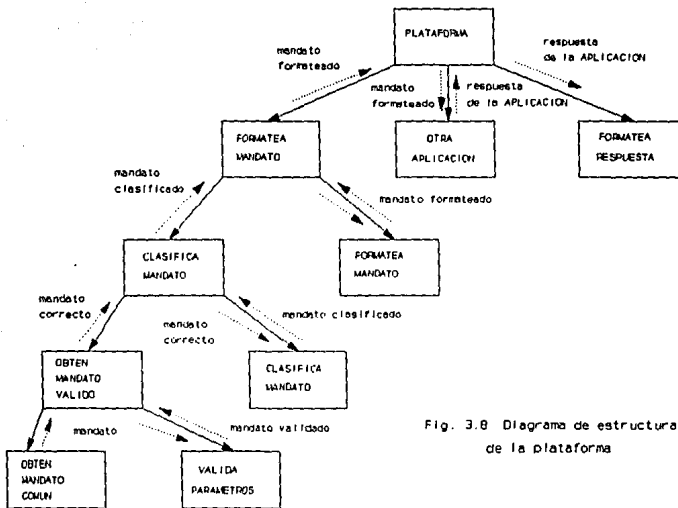 PLATAFORMA
mandato
formateado
respuesta
de la APLICACION
mandato
formateado
respuesta
de la APLICACION
FORMATEA
MANDATO
OTRA
APLICACION
FORMATEA
RESPUESTA
mandato
clasificado
mandato formateado
CLASIFICA
MANDATO
FORMATEA
MANDATO
mandato
correcto
mandato
correcto
mandato clasificado
OBTEN
MANDATO
VALIDO
CLASIFICA
MANDATO
mandato
mandato validado
OBTEN
MANDATO
COMUN
VALIDA
PARAMETROS
Fig. 3.8 Diagrama de estructura
de la plataforma